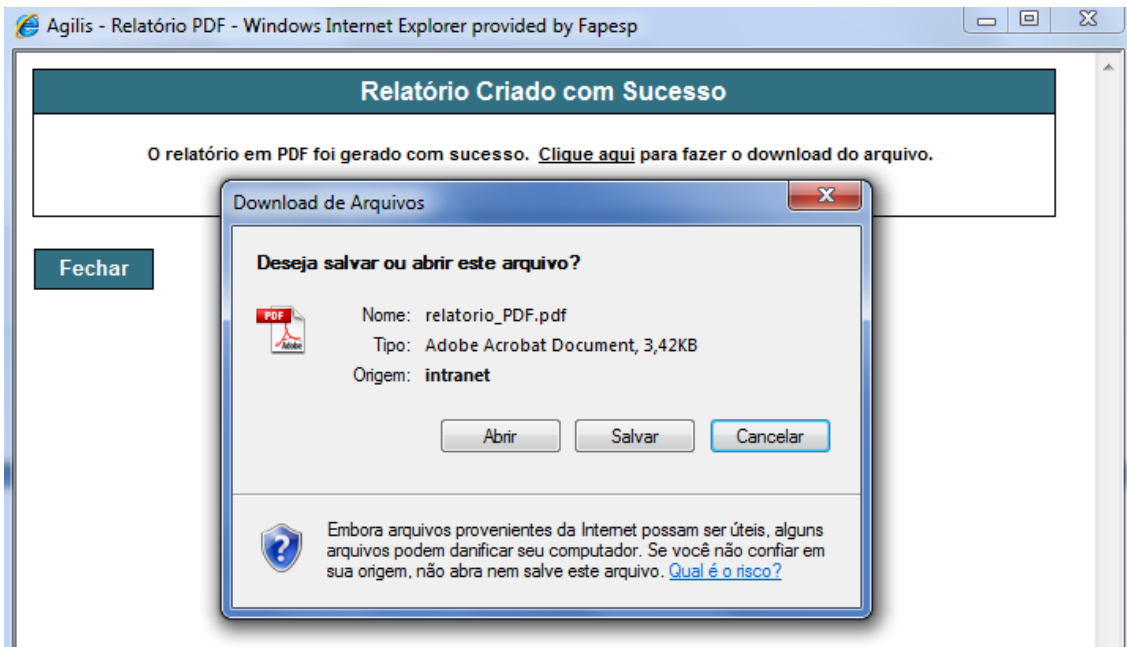 Agilis - Relatório PDF - Windows Internet Explorer provided by Fapesp
Relatório Criado com Sucesso
O relatório em PDF foi gerado com sucesso. Clique aqui para fazer o download do arquivo.
Fechar
Download de Arquivos
Deseja salvar ou abrir este arquivo?
PDF
Adobe
Nome: relatorio_PDF.pdf
Tipo: Adobe Acrobat Document, 3,42KB
Origem: intranet
Abrir Salvar Cancelar
Embora arquivos provenientes da Internet possam ser úteis, alguns
arquivos podem danificar seu computador. Se você não confiar em
sua origem, não abra nem salve este arquivo. Qual é o risco?